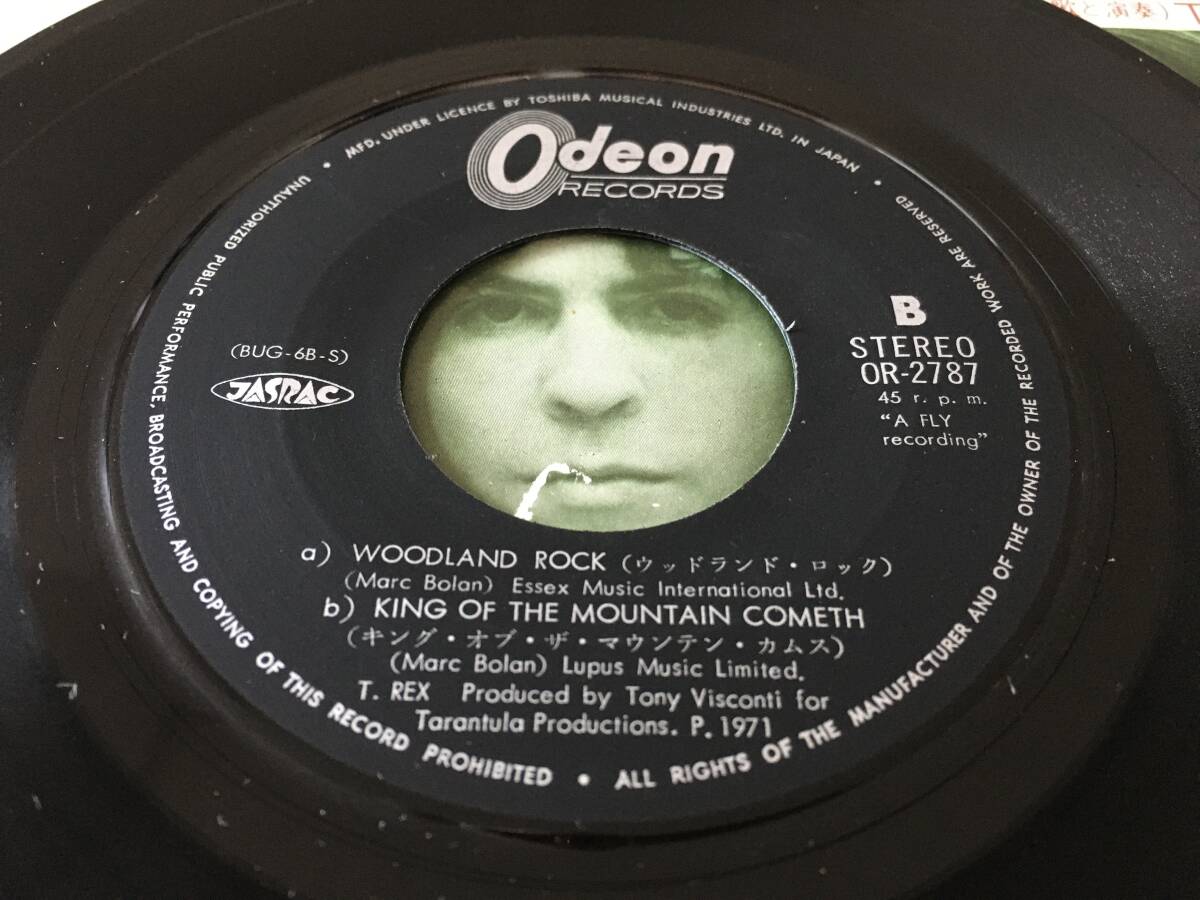 歌と演奏) T
MFD. UNDER LICENCE BY TOSHIBA MUSICAL INDUSTRIES LTD. IN JAPAN •
Odeon
RECORDS
B
STEREO
OR-2787
45 r. p. m.
"A FLY
recording"
(BUG-6B-S)
JASRAC
a) WOODLAND ROCK (ウッドランド・ロック)
(Marc Bolan) Essex Music International Ltd.
b) KING OF THE MOUNTAIN COMETH
(キング・オブ・ザ・マウンテン・カムス)
(Marc Bolan) Lupus Music Limited.
T. REX Produced by Tony Visconti for
Tarantula Productions. P. 1971
UNAUTHORIZED PUBLIC PERFORMANCE, BROADCASTING AND COPYING OF THIS RECORD PROHIBITED •
ALL RIGHTS OF THE MANUFACTURER AND OF THE OWNER OF THE RECORDED WORK ARE RESERVED •